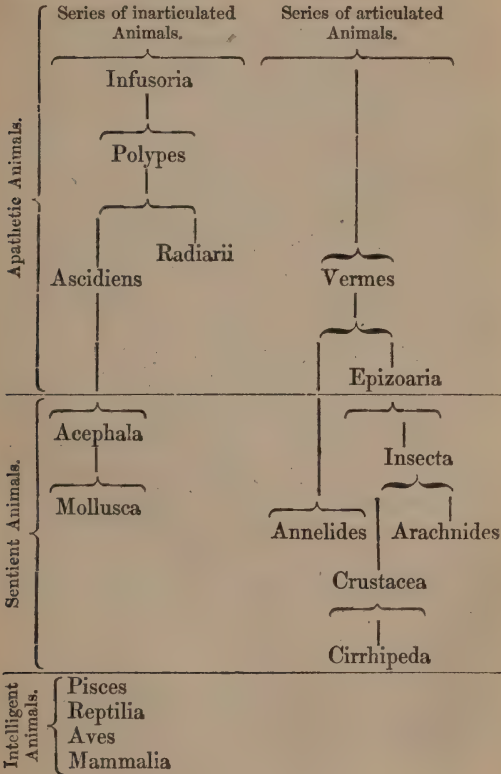 Series of inarticulated
Animals.
Series of articulated
Animals.
Apathetic Animals.
Infusoria
Polypes
Radiarii
Ascidiens
Vermes
Epizoaria
Sentient Animals.
Acephala
Mollusca
Insecta
Annelides
Arachnides
Crustacea
Cirrhipeda
Intelligent
Animals.
Pisces
Reptilia
Aves
Mammalia